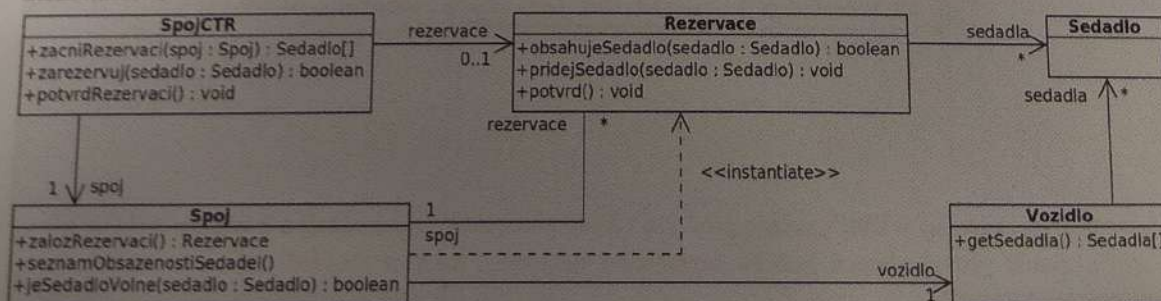 SpojCTR
+zacniRezervaci(spoj : Spoj) : Sedadlo[]
+zarezervuj(sedadlo : Sedadlo) : boolean
+potvrdRezervaci() : void
rezervace
0..1
Rezervace
+obsahujeSedadlo(sedadlo : Sedadlo) : boolean
+pridejSedadlo(sedadlo : Sedadlo) : void
+potvrd() : void
sedadla
*
Sedadlo
sedadla *
rezervace *
<<instantiate>>
1 spoj
Spoj
+zalozRezervaci() : Rezervace
+seznamObsazenostiSedadel()
+jeSedadloVolne(sedadlo : Sedadlo) : boolean
1
spoj
vozidlo
1
Vozidlo
+getSedadla() : Sedadla[]